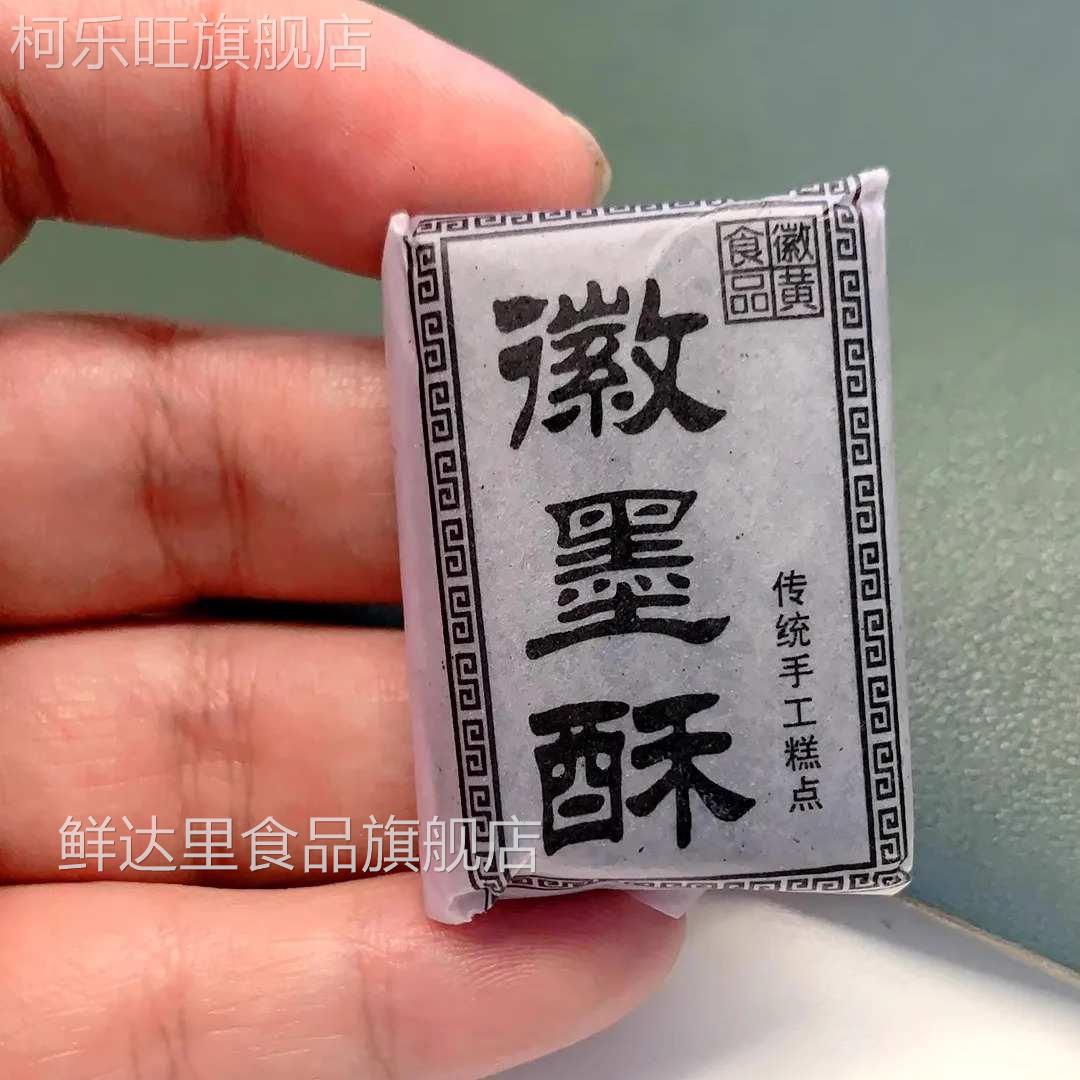 柯乐旺旗舰店
徽黄
食品
徽墨酥
传统手工糕点
鲜达里食品旗舰店